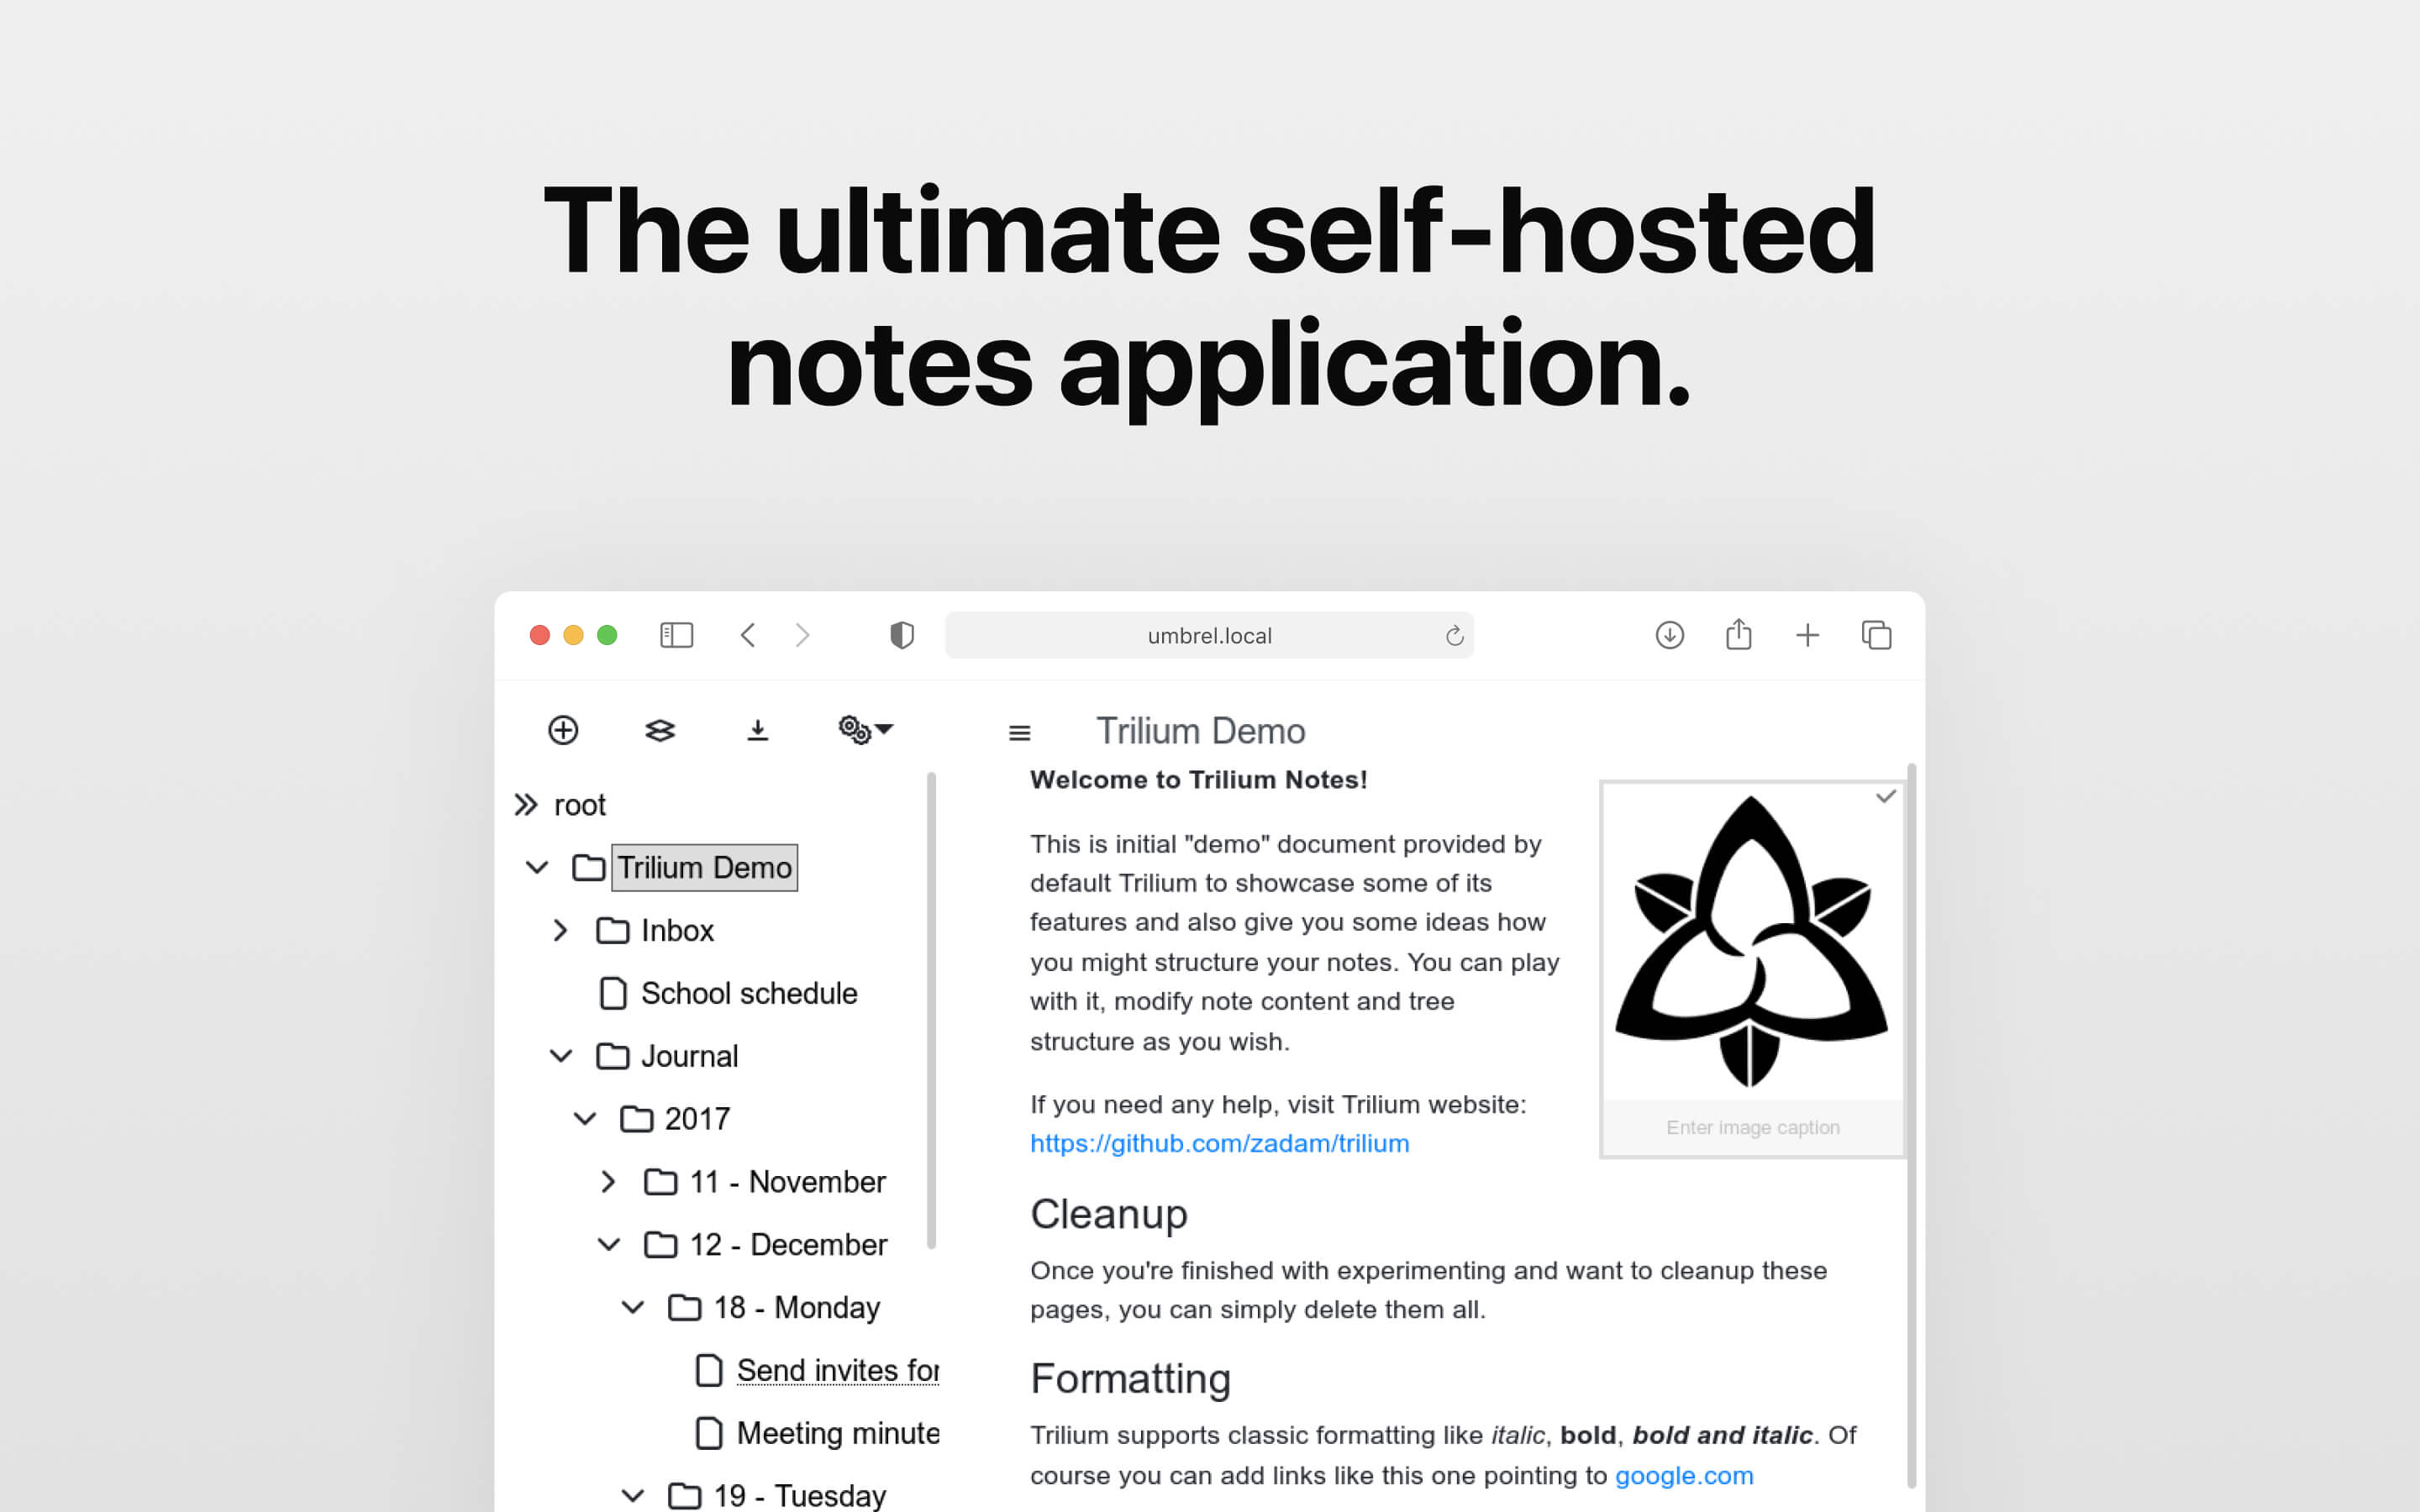 The ultimate self-hosted
notes application.
umbrel.local
Trilium Demo
root
Trilium Demo
Inbox
School schedule
Journal
2017
11 - November
12 - December
18 - Monday
Send invites for
Meeting minute
19 - Tuesday
Welcome to Trilium Notes!
This is initial "demo" document provided by
default Trilium to showcase some of its
features and also give you some ideas how
you might structure your notes. You can play
with it, modify note content and tree
structure as you wish.
If you need any help, visit Trilium website:
https://github.com/zadam/trilium
Enter image caption
Cleanup
Once you're finished with experimenting and want to cleanup these
pages, you can simply delete them all.
Formatting
Trilium supports classic formatting like italic, bold, bold and italic. Of
course you can add links like this one pointing to google.com